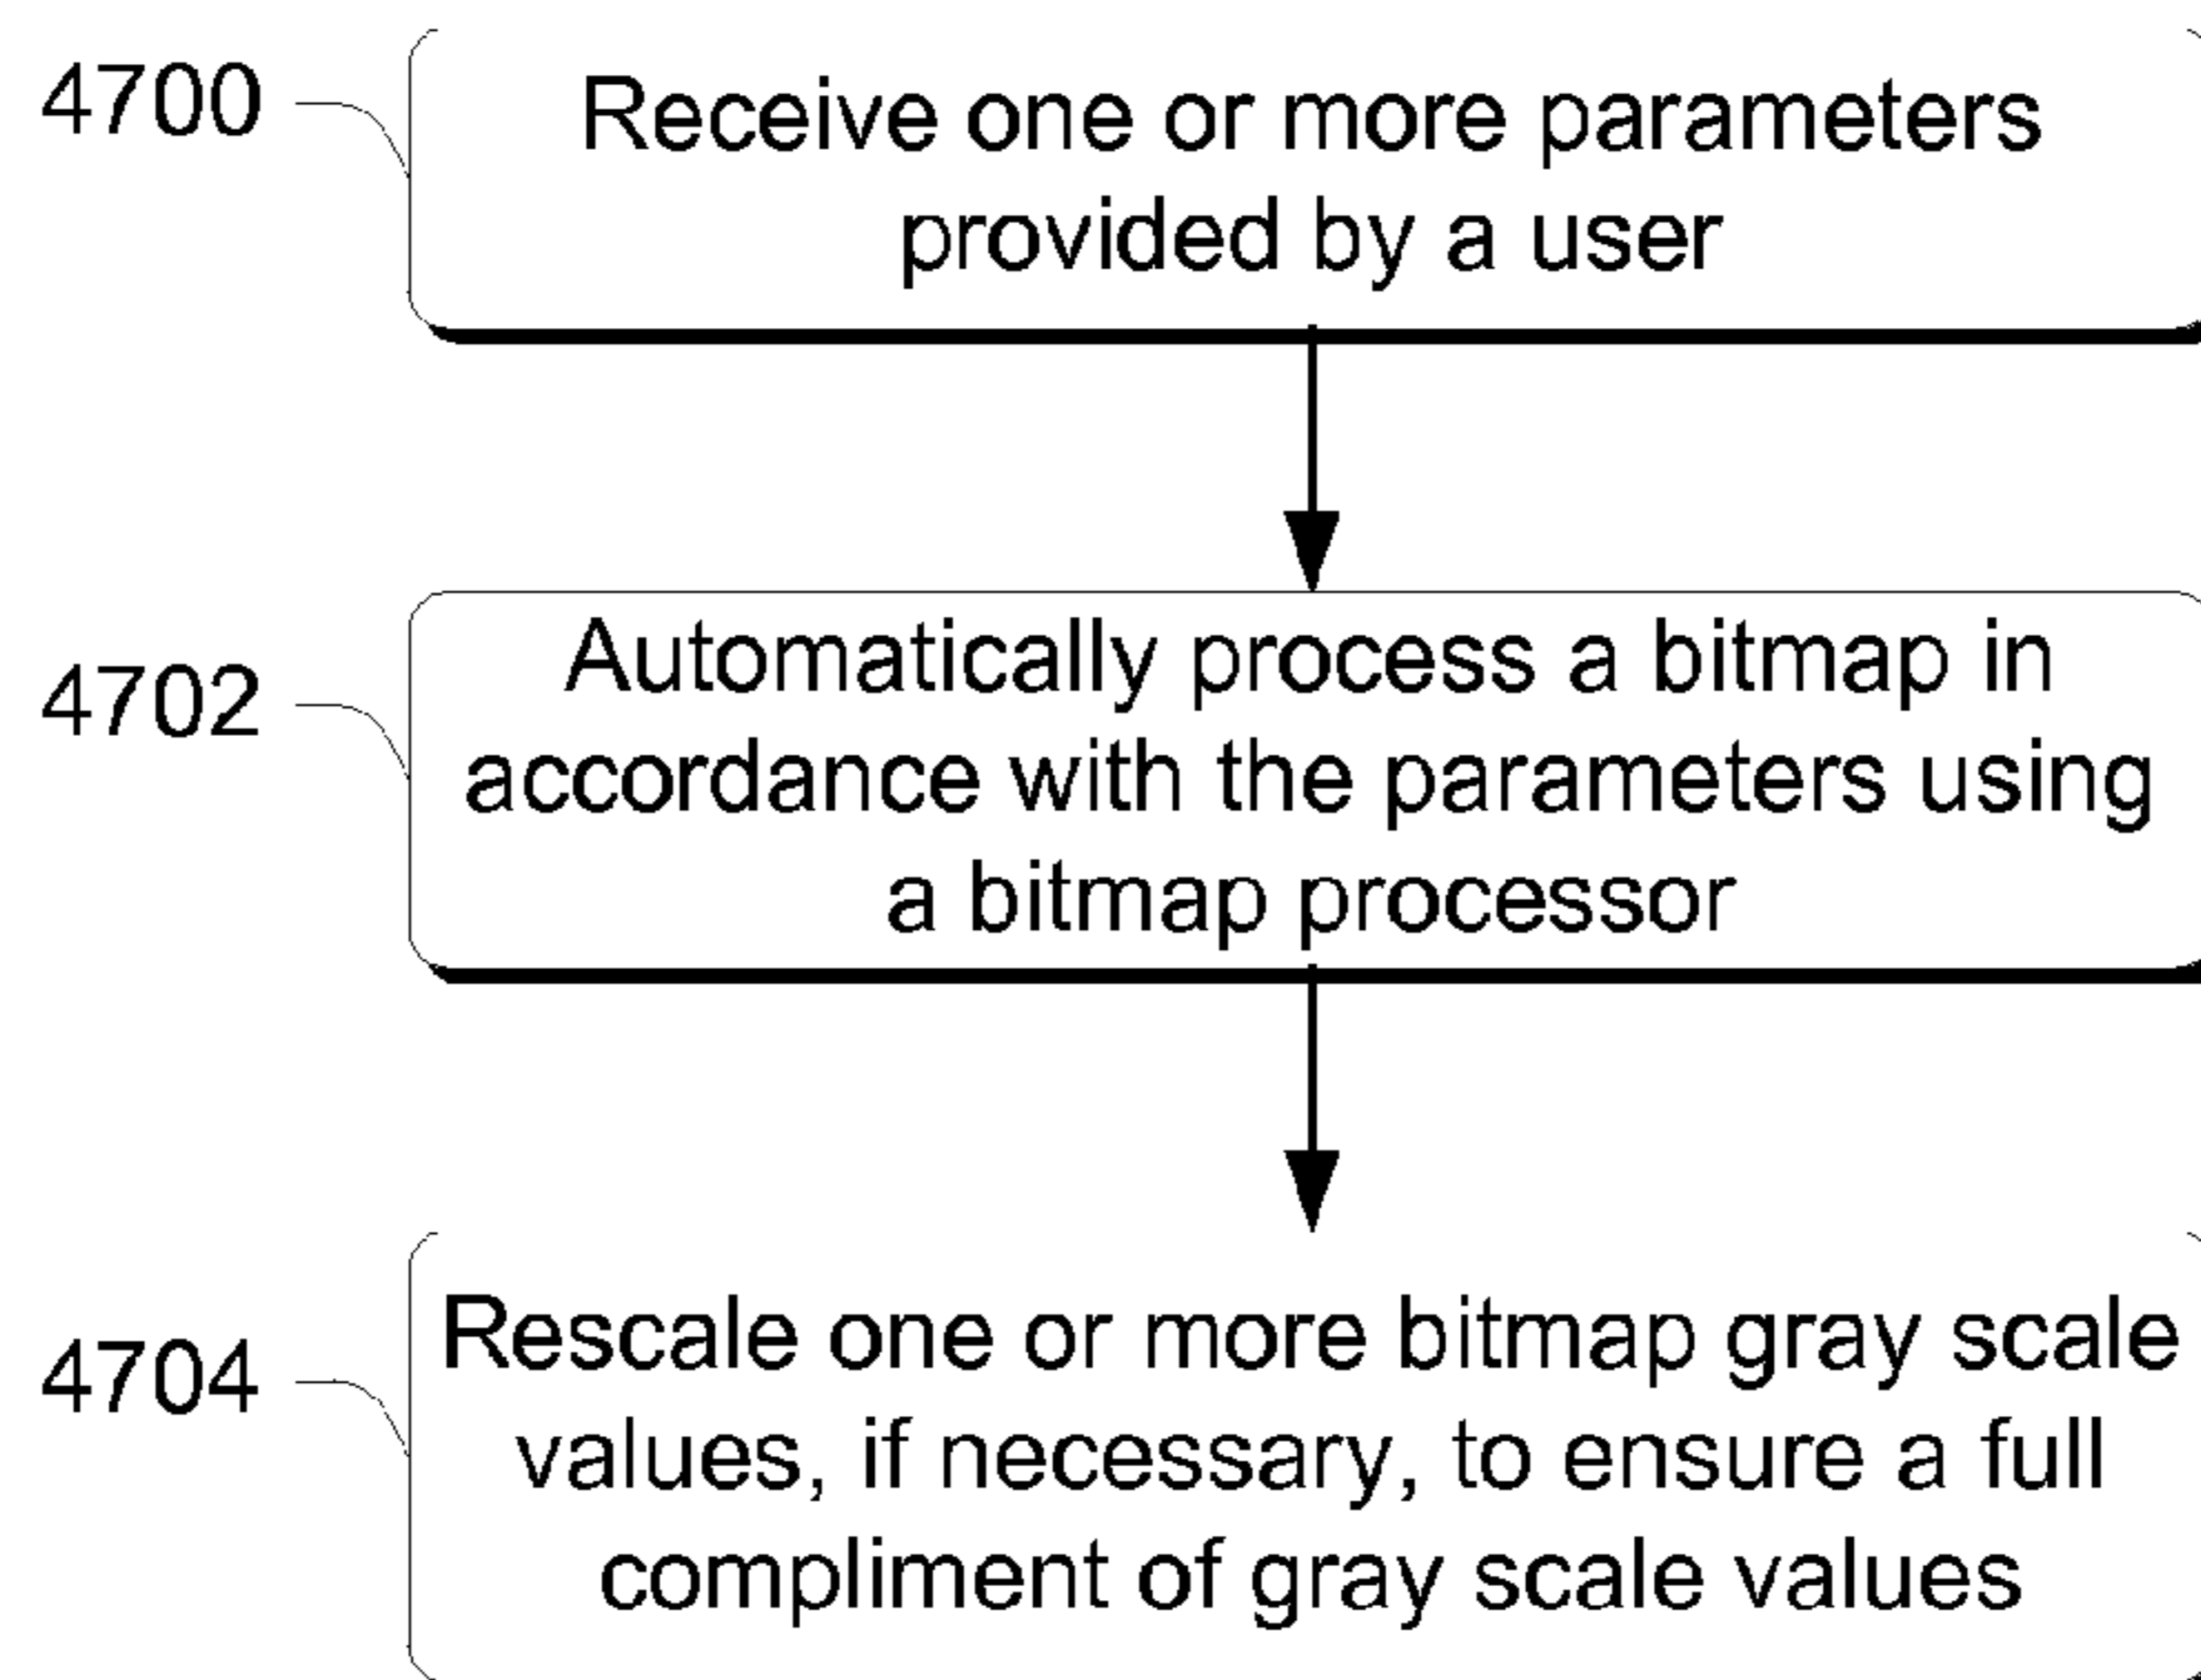 4700
Receive one or more parameters
provided by a user
4702
Automatically process a bitmap in
accordance with the parameters using
a bitmap processor
4704
Rescale one or more bitmap gray scale
values, if necessary, to ensure a full
compliment of gray scale values